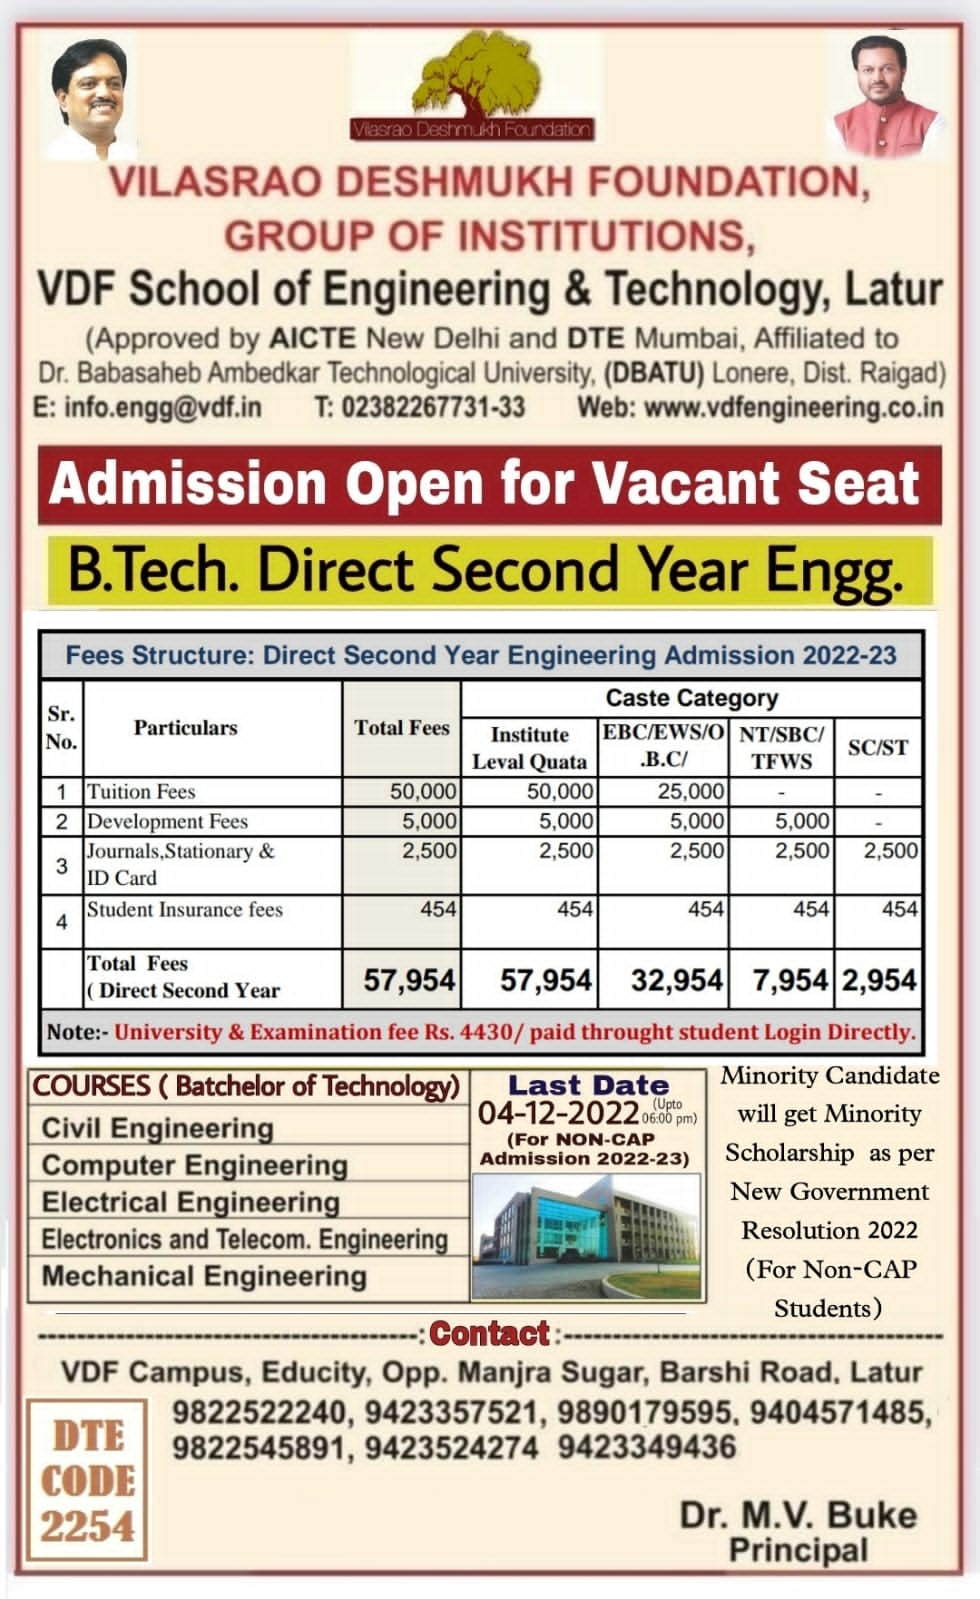 Vilasrao Deshmukh Foundation
VILASRAO DESHMUKH FOUNDATION,
GROUP OF INSTITUTIONS,
VDF School of Engineering & Technology, Latur
(Approved by AICTE New Delhi and DTE Mumbai, Affiliated to
Dr. Babasaheb Ambedkar Technological University, (DBATU) Lonere, Dist. Raigad)
E: info.engg@vdf.in T: 02382267731-33 Web: www.vdfengineering.co.in
Admission Open for Vacant Seat
B.Tech. Direct Second Year Engg.
Fees Structure: Direct Second Year Engineering Admission 2022-23
Sr. No. Particulars Total Fees Caste Category
Institute Leval Quata EBC/EWS/O .B.C/ NT/SBC/ TFWS SC/ST
1 Tuition Fees 50,000 50,000 25,000 - -
2 Development Fees 5,000 5,000 5,000 5,000 -
3 Journals,Stationary & ID Card 2,500 2,500 2,500 2,500 2,500
4 Student Insurance fees 454 454 454 454 454
Total Fees ( Direct Second Year 57,954 57,954 32,954 7,954 2,954
Note:- University & Examination fee Rs. 4430/ paid throught student Login Directly.
COURSES ( Batchelor of Technology)
Civil Engineering
Computer Engineering
Electrical Engineering
Electronics and Telecom. Engineering
Mechanical Engineering
Last Date
04-12-2022 (Upto 06:00 pm)
(For NON-CAP
Admission 2022-23)
Minority Candidate
will get Minority
Scholarship as per
New Government
Resolution 2022
(For Non-CAP
Students)
---:Contact:---
VDF Campus, Educity, Opp. Manjra Sugar, Barshi Road, Latur
9822522240, 9423357521, 9890179595, 9404571485,
9822545891, 9423524274 9423349436
DTE
CODE
2254
Dr. M.V. Buke
Principal